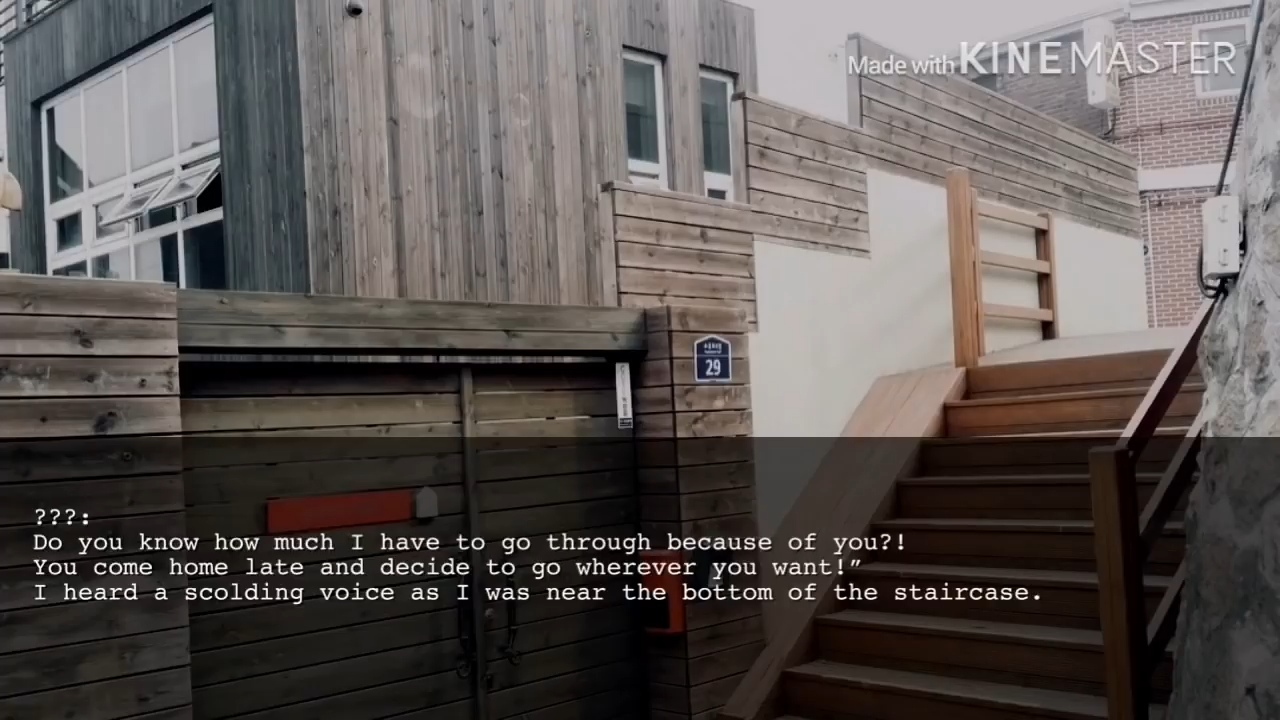 Made with KINEMASTER
29
???:
Do you know how much I have to go through because of you?!
You come home late and decide to go wherever you want!”
I heard a scolding voice as I was near the bottom of the staircase.